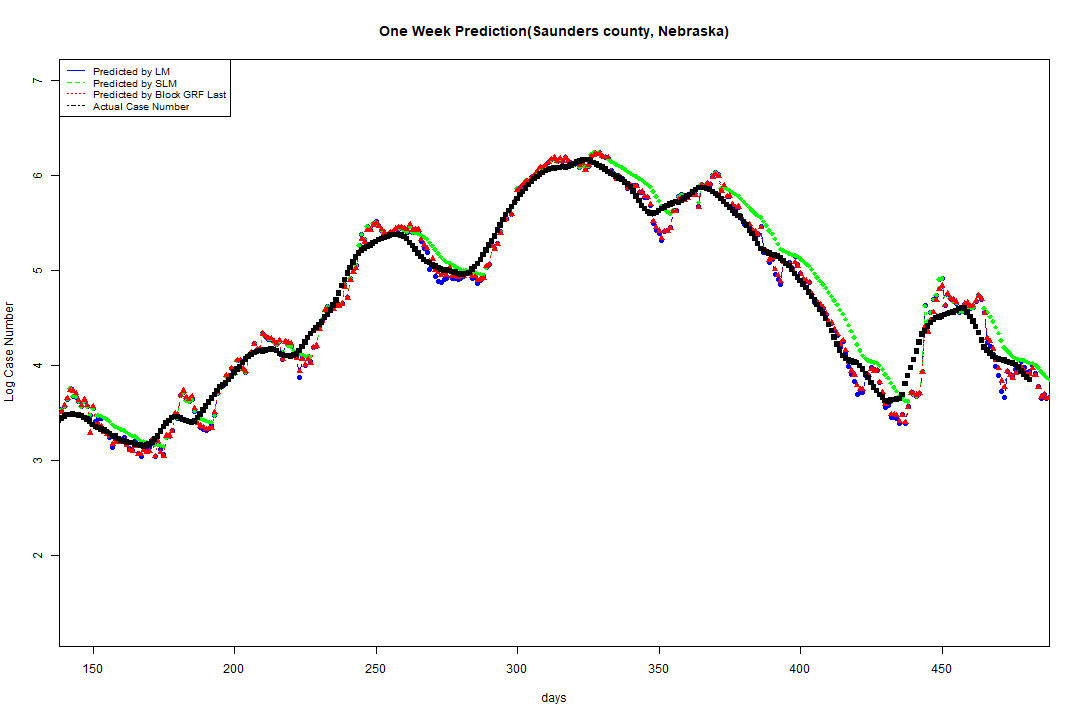 One Week Prediction(Saunders county, Nebraska)
Predicted by LM
Predicted by SLM
Predicted by Block GRF Last
Actual Case Number
7
6
5
4
3
2
Log Case Number
150 200 250 300 350 400 450
days